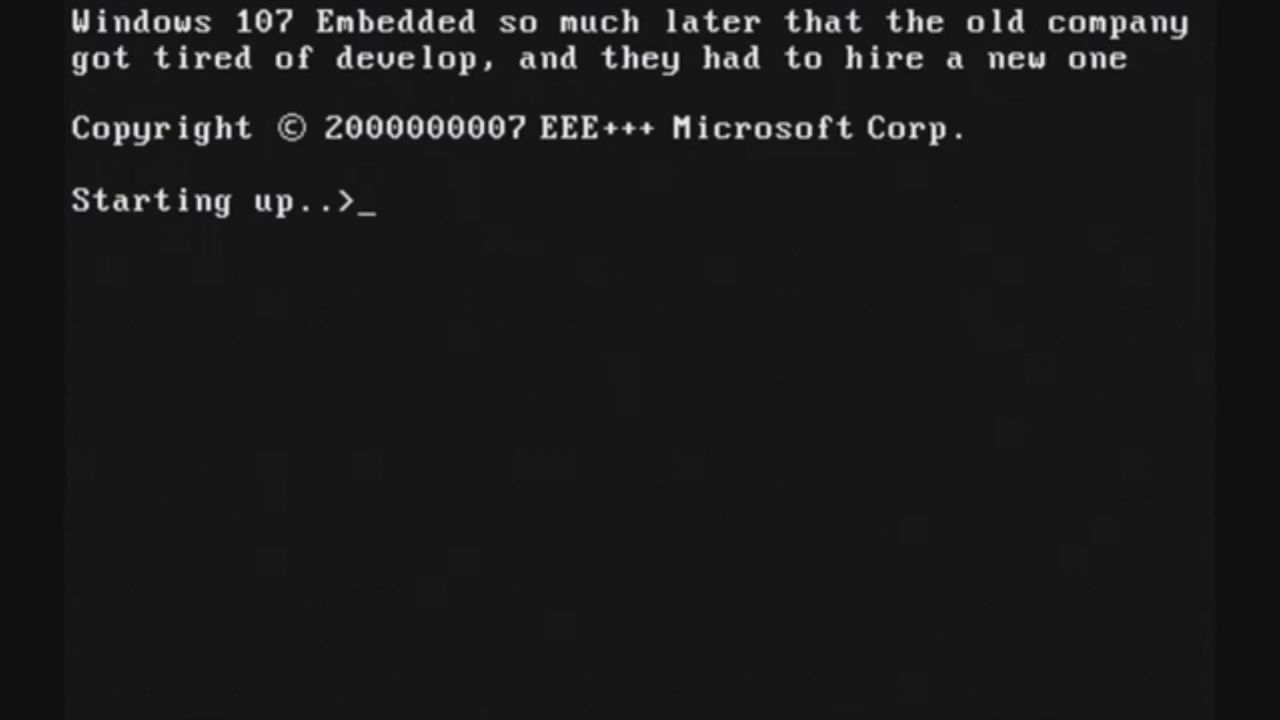 Windows 107 Embedded so much later that the old company
got tired of develop, and they had to hire a new one
Copyright © 2000000007 EEE+++ Microsoft Corp.
Starting up..>_